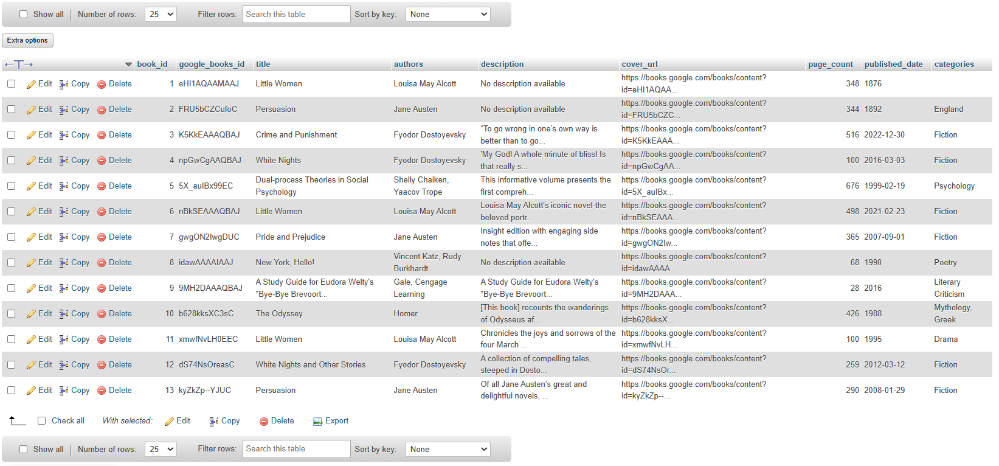 Show all Number of rows: 25 Filter rows: Search this table Sort by key: None
Extra options
book_id google_books_id title authors description cover_url page_count published_date categories
Edit Copy Delete 1 eHI1AQAAMAAJ Little Women Louisa May Alcott No description available https://books.google.com/books/content? 348 1876
id=eHI1AQAA...
Edit Copy Delete 2 FRU5bCZCufoC Persuasion Jane Austen No description available https://books.google.com/books/content? 344 1892 England
id=FRU5bCZC...
Edit Copy Delete 3 K5KkEAAAQBAJ Crime and Punishment Fyodor Dostoyevsky “To go wrong in one’s own way is https://books.google.com/books/content? 516 2022-12-30 Fiction
better than to go... id=K5KkEAAA...
Edit Copy Delete 4 npGwCgAAQBAJ White Nights Fyodor Dostoyevsky 'My God! A whole minute of bliss! Is https://books.google.com/books/content? 100 2016-03-03 Fiction
that really s... id=npGwCgAA...
Edit Copy Delete 5 5X_auIBx99EC Dual-process Theories in Social Shelly Chaiken, This informative volume presents the https://books.google.com/books/content? 676 1999-02-19 Psychology
Psychology Yaacov Trope first compreh... id=5X_auIBx...
Edit Copy Delete 6 nBkSEAAAQBAJ Little Women Louisa May Alcott Louisa May Alcott's iconic novel-the https://books.google.com/books/content? 498 2021-02-23 Fiction
beloved portr... id=nBkSEAAA...
Edit Copy Delete 7 gwgON2IwgDUC Pride and Prejudice Jane Austen Insight edition with engaging side https://books.google.com/books/content? 365 2007-09-01 Fiction
notes that offe... id=gwgON2Iw...
Edit Copy Delete 8 idawAAAAIAAJ New York, Hello! Vincent Katz, Rudy No description available https://books.google.com/books/content? 68 1990 Poetry
Burkhardt id=idawAAAA...
Edit Copy Delete 9 9MH2DAAAQBAJ A Study Guide for Eudora Welty's Gale, Cengage A Study Guide for Eudora Welty's https://books.google.com/books/content? 28 2016 Literary
"Bye-Bye Brevoort... Learning "Bye-Bye Brevoort... id=9MH2DAAA... Criticism
Edit Copy Delete 10 b628kksXC3sC The Odyssey Homer [This book] recounts the wanderings https://books.google.com/books/content? 426 1988 Mythology,
of Odysseus af... id=b628kksX... Greek
Edit Copy Delete 11 xmwfNvLH0EEC Little Women Louisa May Alcott Chronicles the joys and sorrows of the https://books.google.com/books/content? 100 1995 Drama
four March ... id=xmwfNvLH...
Edit Copy Delete 12 dS74NsOreasC White Nights and Other Stories Fyodor Dostoyevsky A collection of compelling tales, https://books.google.com/books/content? 259 2012-03-12 Fiction
steeped in Dosto... id=dS74NsOr...
Edit Copy Delete 13 kyZkZp--YJUC Persuasion Jane Austen Of all Jane Austen’s great and https://books.google.com/books/content? 290 2008-01-29 Fiction
delightful novels, ... id=kyZkZp--...
Check all With selected: Edit Copy Delete Export
Show all Number of rows: 25 Filter rows: Search this table Sort by key: None